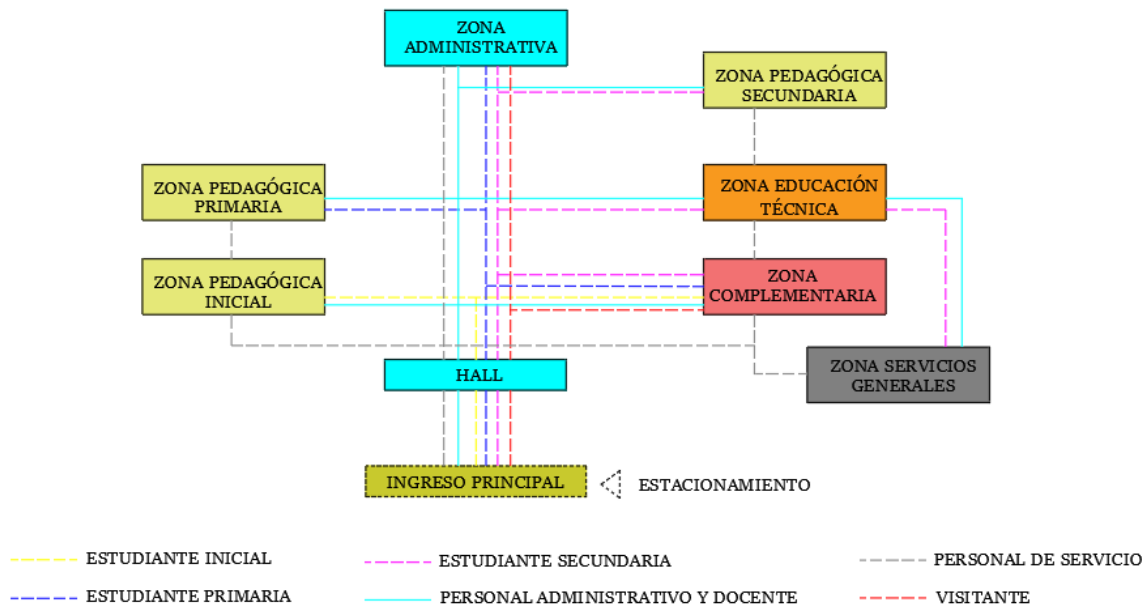 ZONA
ADMINISTRATIVA
ZONA PEDAGÓGICA
SECUNDARIA
ZONA PEDAGÓGICA
PRIMARIA
ZONA EDUCACIÓN
TÉCNICA
ZONA PEDAGÓGICA
INICIAL
ZONA
COMPLEMENTARIA
HALL
ZONA SERVICIOS
GENERALES
INGRESO PRINCIPAL
ESTACIONAMIENTO
ESTUDIANTE INICIAL
ESTUDIANTE SECUNDARIA
PERSONAL DE SERVICIO
ESTUDIANTE PRIMARIA
PERSONAL ADMINISTRATIVO Y DOCENTE
VISITANTE